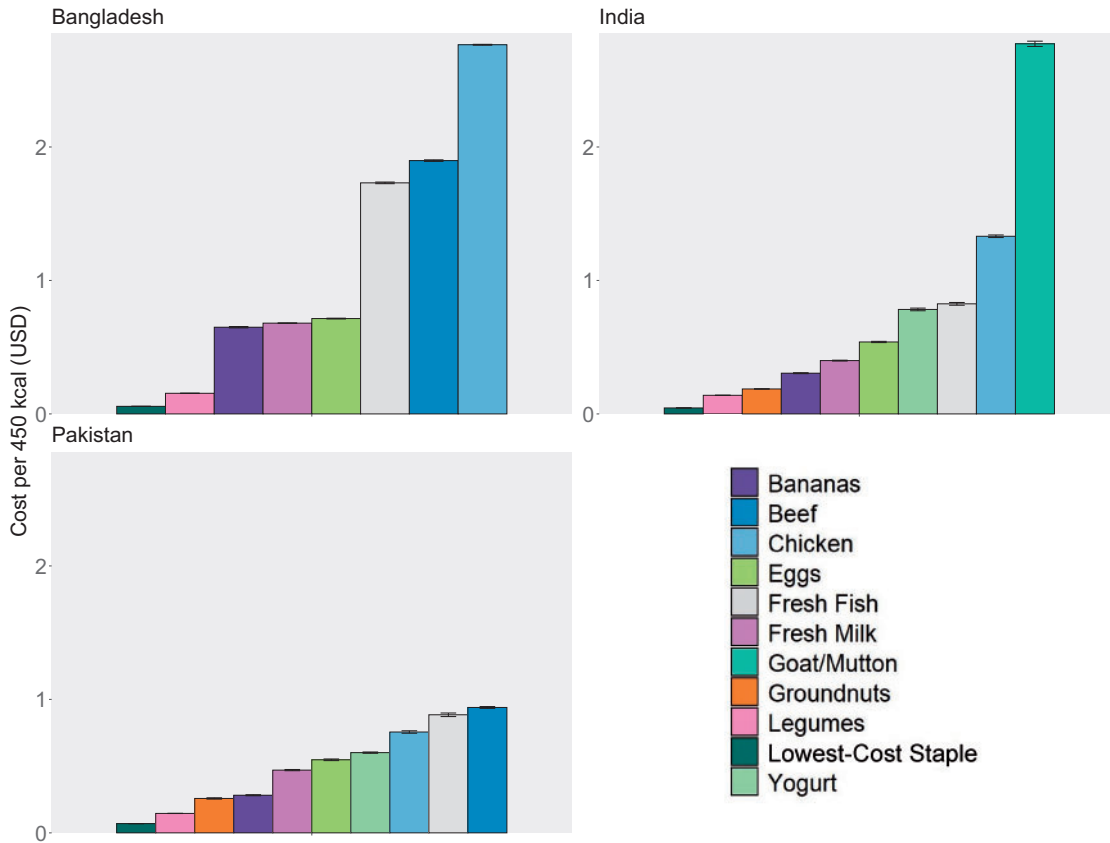 Bangladesh
India
2
1
0
2
1
0
Cost per 450 kcal (USD)
Pakistan
2
1
0
Bananas
Beef
Chicken
Eggs
Fresh Fish
Fresh Milk
Goat/Mutton
Groundnuts
Legumes
Lowest-Cost Staple
Yogurt